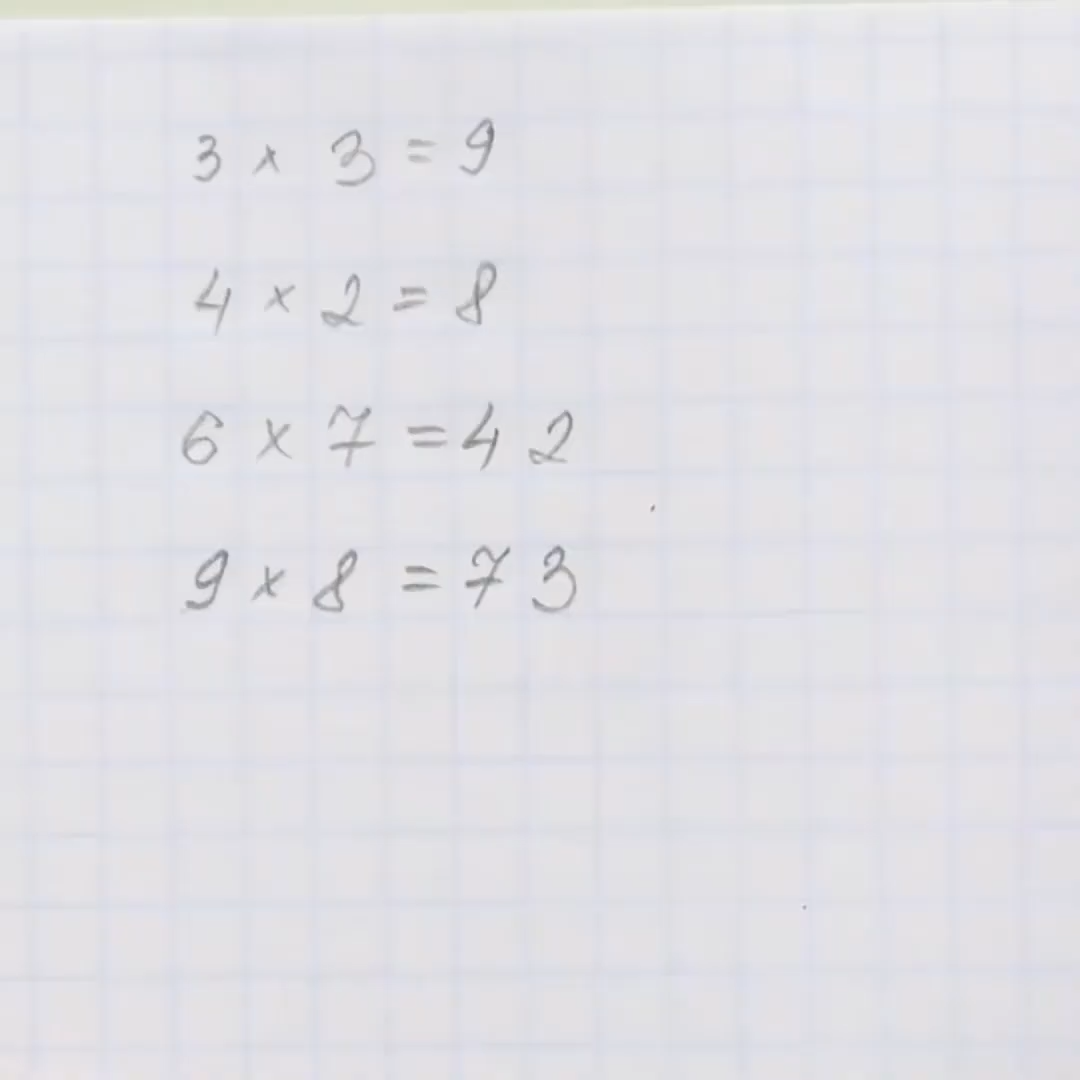 3 × 3 = 9
4 × 2 = 8
6 × 7 = 42
9 × 8 = 73